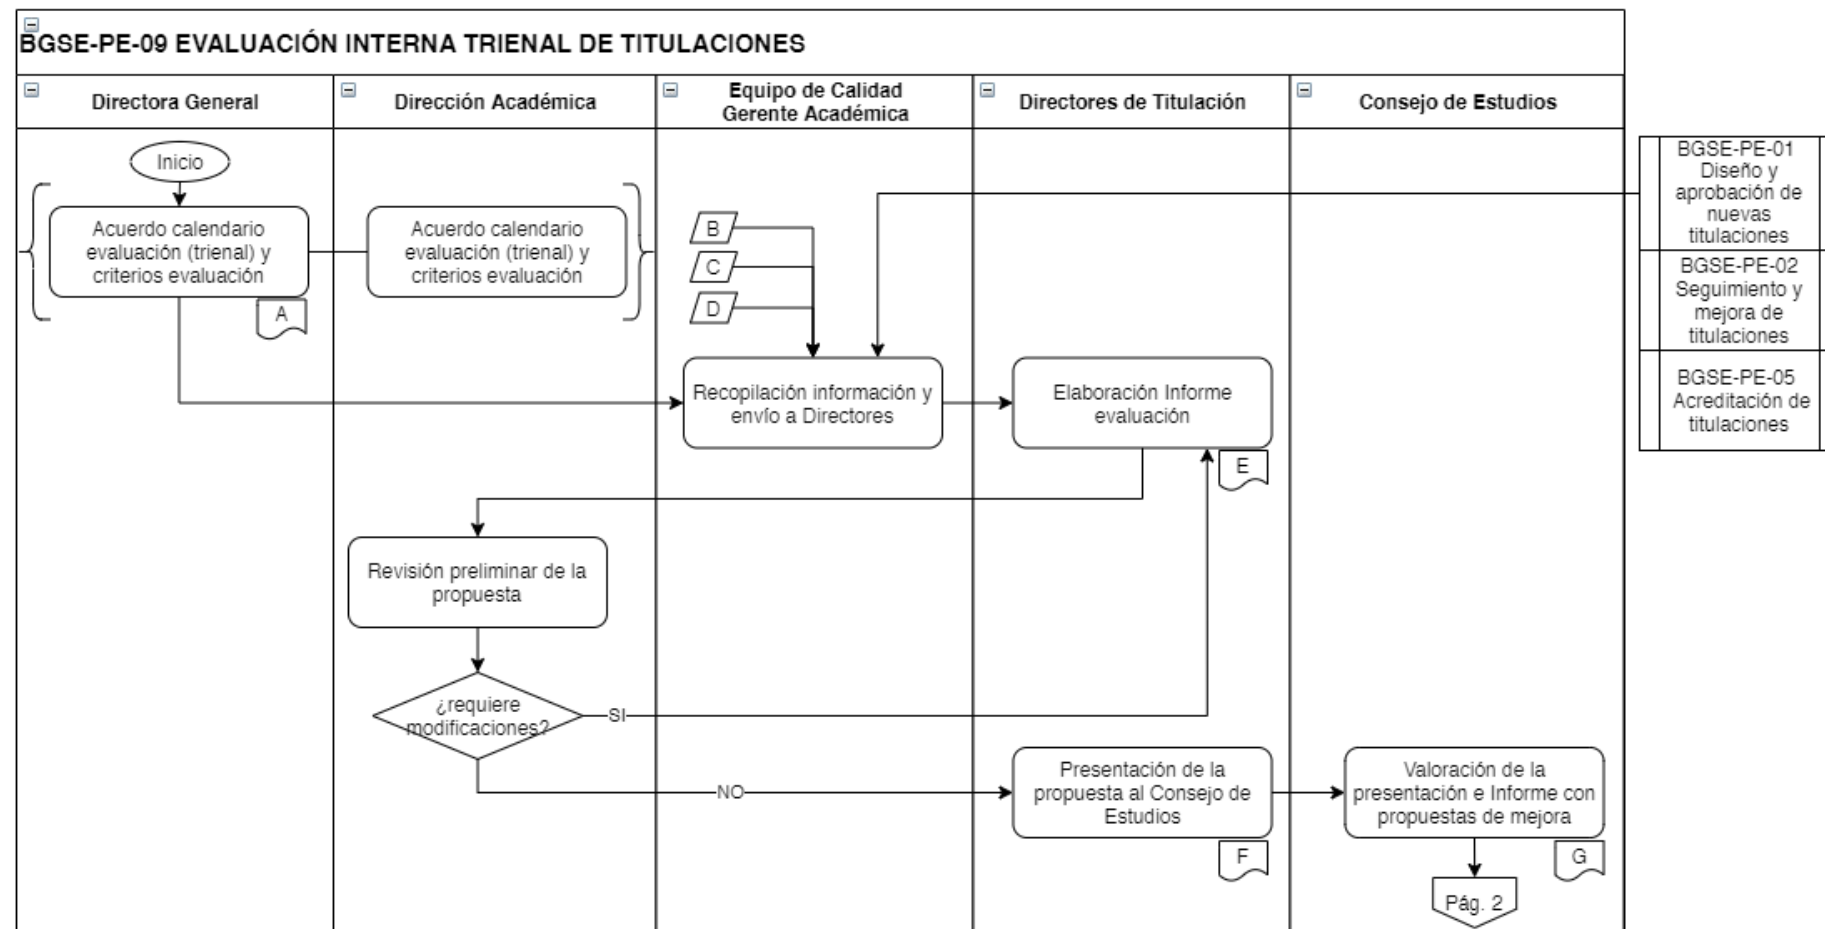 BGSE-PE-09 EVALUACIÓN INTERNA TRIENAL DE TITULACIONES
Directora General
Dirección Académica
Equipo de Calidad
Gerente Académica
Directores de Titulación
Consejo de Estudios
Inicio
Acuerdo calendario
evaluación (trienal) y
criterios evaluación
A
Acuerdo calendario
evaluación (trienal) y
criterios evaluación
B
C
D
BGSE-PE-01
Diseño y
aprobación de
nuevas
titulaciones
BGSE-PE-02
Seguimiento y
mejora de
titulaciones
BGSE-PE-05
Acreditación de
titulaciones
Recopilación información y
envío a Directores
Elaboración Informe
evaluación
E
Revisión preliminar de la
propuesta
¿requiere
modificaciones?
SI
NO
Presentación de la
propuesta al Consejo de
Estudios
F
Valoración de la
presentación e Informe con
propuestas de mejora
G
Pág. 2